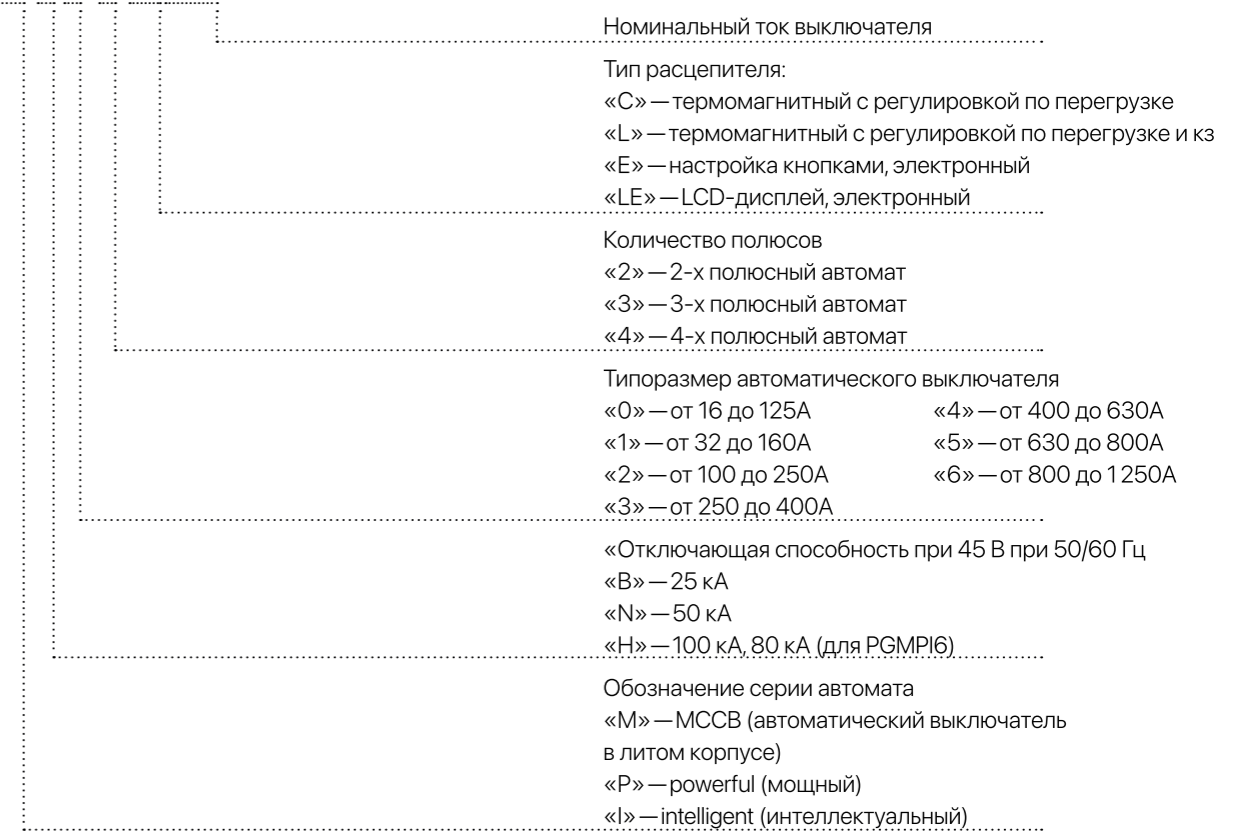 Номинальный ток выключателя
Тип расцепителя:
«C» — термомагнитный с регулировкой по перегрузке
«L» — термомагнитный с регулировкой по перегрузке и кз
«E» — настройка кнопками, электронный
«LE» — LCD-дисплей, электронный
Количество полюсов
«2» — 2-х полюсный автомат
«3» — 3-х полюсный автомат
«4» — 4-х полюсный автомат
Типоразмер автоматического выключателя
«0» — от 16 до 125А «4» — от 400 до 630А
«1» — от 32 до 160А «5» — от 630 до 800А
«2» — от 100 до 250А «6» — от 800 до 1 250А
«3» — от 250 до 400А
«Отключающая способность при 45 В при 50/60 Гц
«B» — 25 кА
«N» — 50 кА
«H» — 100 кА, 80 кА (для PGMPI6)
Обозначение серии автомата
«M» — MCCB (автоматический выключатель
в литом корпусе)
«P» — powerful (мощный)
«I» — intelligent (интеллектуальный)